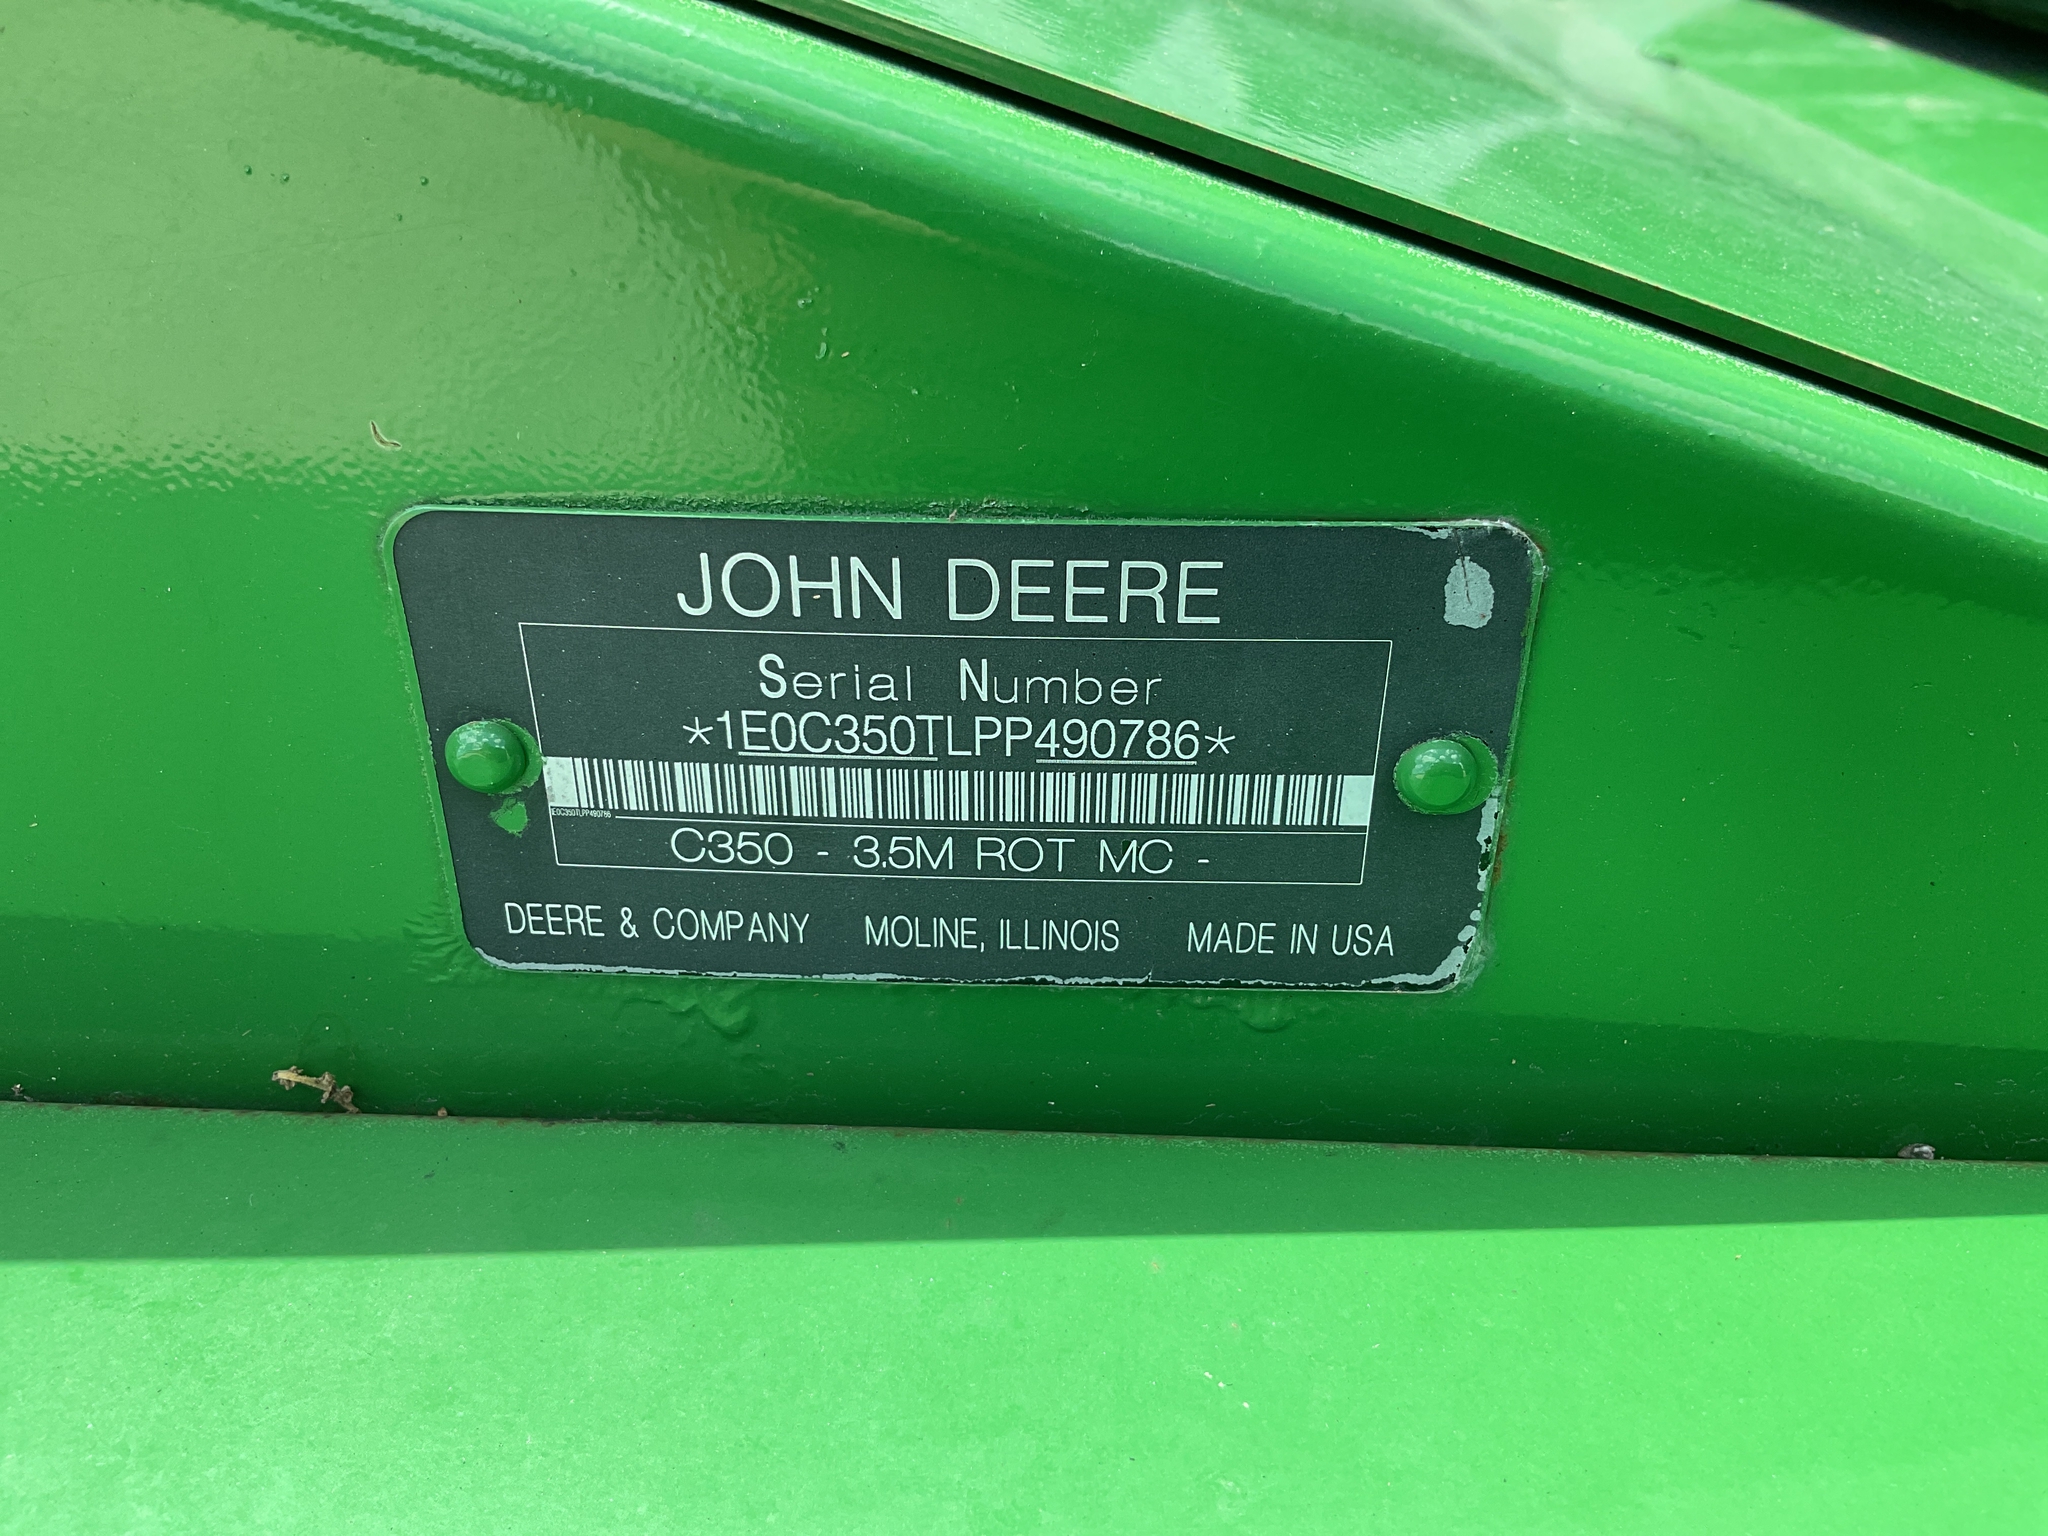 JOHN DEERE
Serial Number
*1E0C350TLPP490786*
1E0C350TLPP490786
C350 - 3.5M ROT MC -
DEERE & COMPANY MOLINE, ILLINOIS MADE IN USA